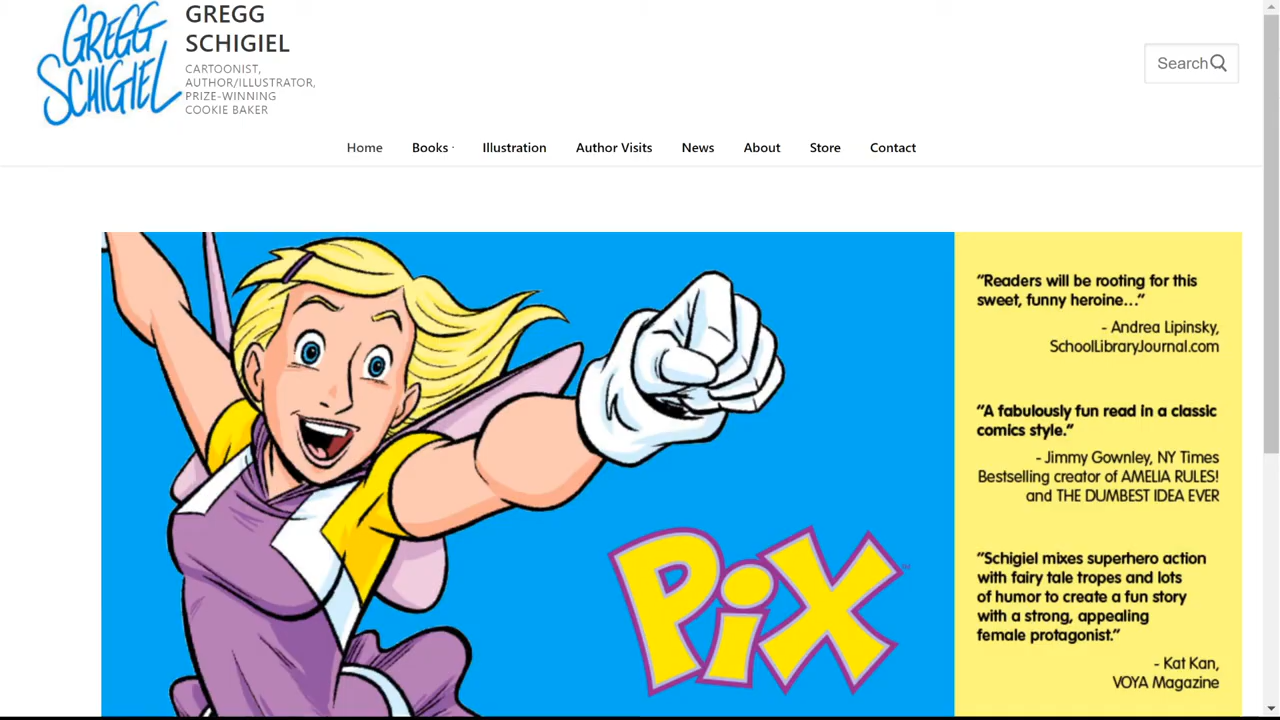 GREGG
SCHIGIEL
GREGG
SCHIGIEL
CARTOONIST,
AUTHOR/ILLUSTRATOR,
PRIZE-WINNING
COOKIE BAKER
Search
Home Books Illustration Author Visits News About Store Contact
"Readers will be rooting for this
sweet, funny heroine..."
- Andrea Lipinsky,
SchoolLibraryJournal.com
"A fabulously fun read in a classic
comics style."
- Jimmy Gownley, NY Times
Bestselling creator of AMELIA RULES!
and THE DUMBEST IDEA EVER
"Schigiel mixes superhero action
with fairy tale tropes and lots
of humor to create a fun story
with a strong, appealing
female protagonist."
- Kat Kan,
VOYA Magazine
PiX™